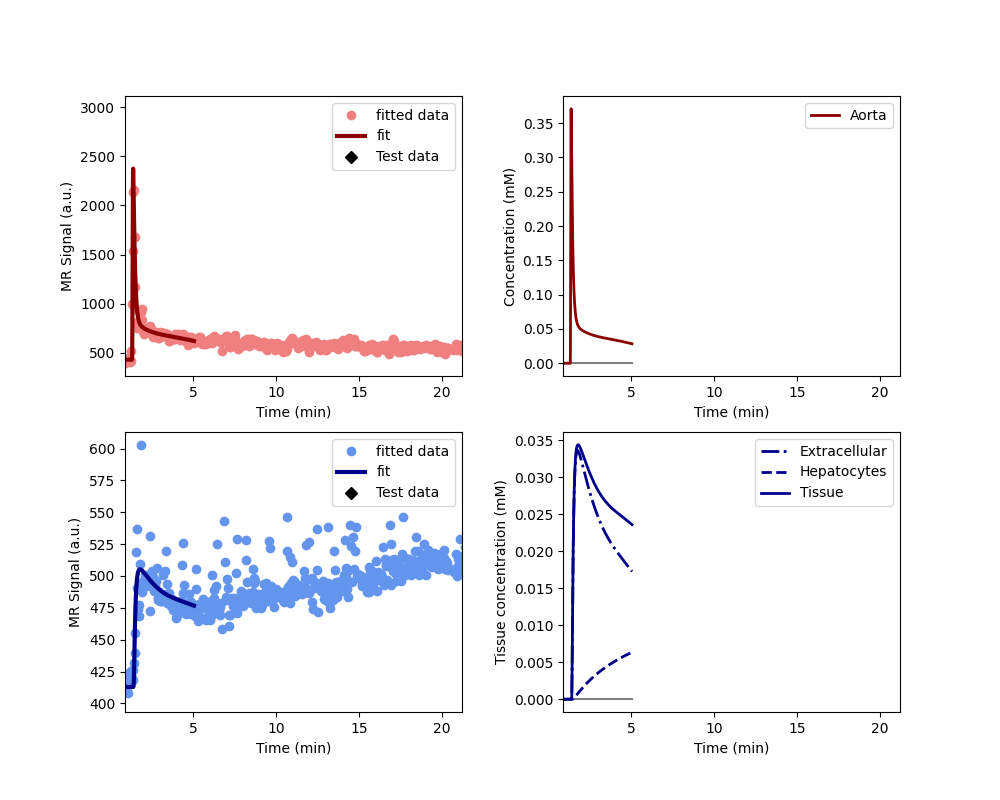 3000
2500
2000
1500
1000
500
MR Signal (a.u.)
fitted data
fit
Test data
5
10
15
20
Time (min)
0.35
0.30
0.25
0.20
0.15
0.10
0.05
0.00
Concentration (mM)
Aorta
5
10
15
20
Time (min)
600
575
550
525
500
475
450
425
400
MR Signal (a.u.)
fitted data
fit
Test data
5
10
15
20
Time (min)
0.035
0.030
0.025
0.020
0.015
0.010
0.005
0.000
Tissue concentration (mM)
Extracellular
Hepatocytes
Tissue
5
10
15
20
Time (min)